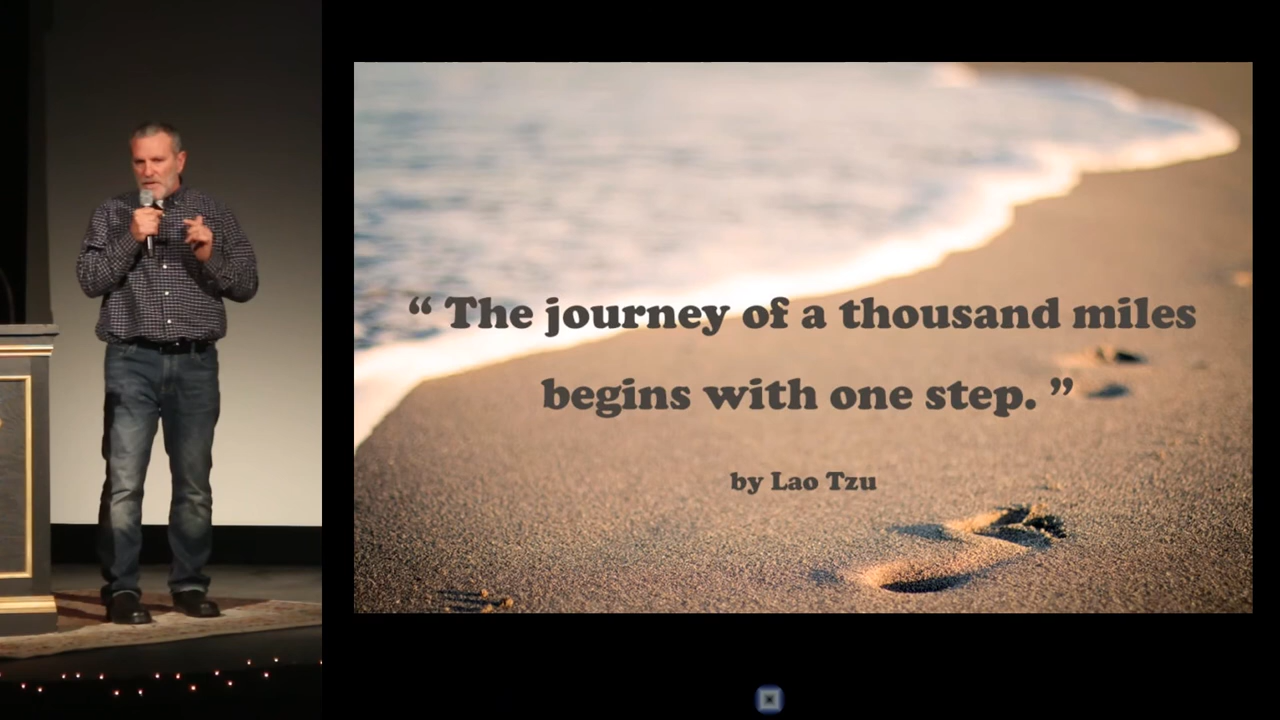 “ The journey of a thousand miles
begins with one step. ”
by Lao Tzu